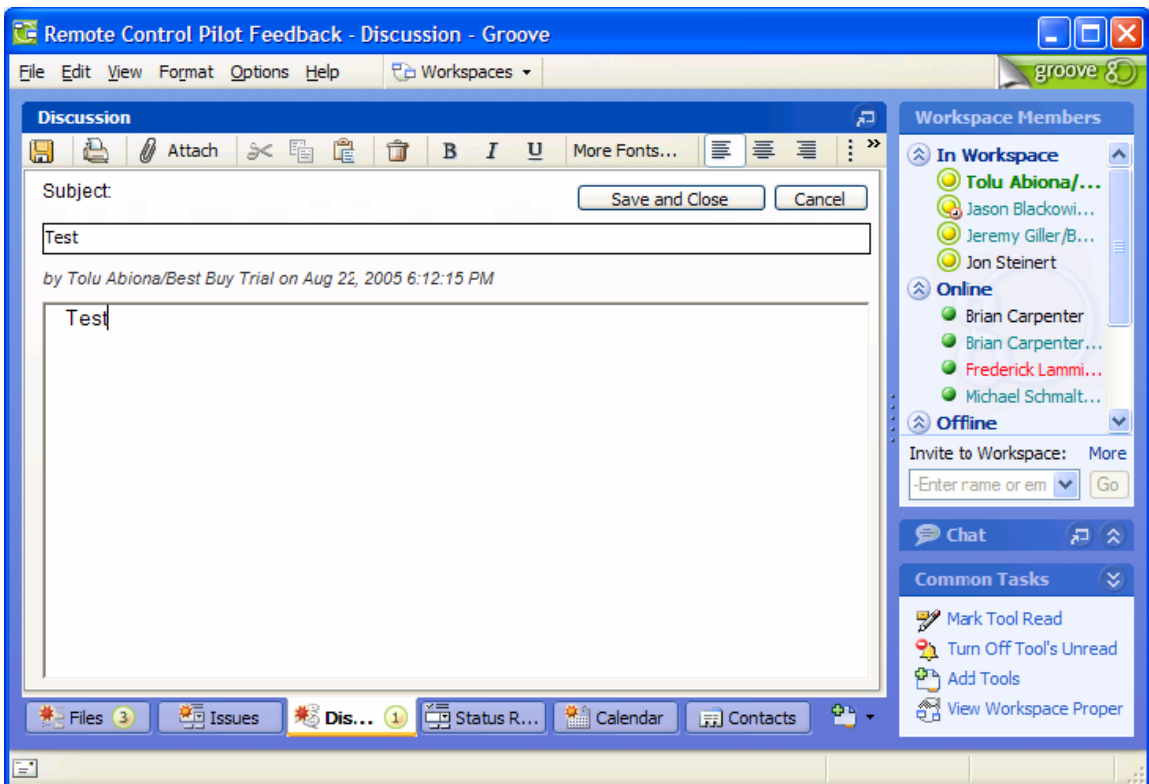 Remote Control Pilot Feedback - Discussion - Groove
File Edit View Format Options Help Workspaces
groove
Discussion
Attach B I U More Fonts... »
Subject:
Save and Close Cancel
Test
by Tolu Abiona/Best Buy Trial on Aug 22, 2005 6:12:15 PM
Test
Files 3 Issues Dis... 1 Status R... Calendar Contacts
Workspace Members
In Workspace
Tolu Abiona/...
Jason Blackowi...
Jeremy Giller/B...
Jon Steinert
Online
Brian Carpenter
Brian Carpenter...
Frederick Lammi...
Michael Schmalt...
Offline
Invite to Workspace: More
-Enter name or em Go
Chat
Common Tasks
Mark Tool Read
Turn Off Tool's Unread
Add Tools
View Workspace Proper